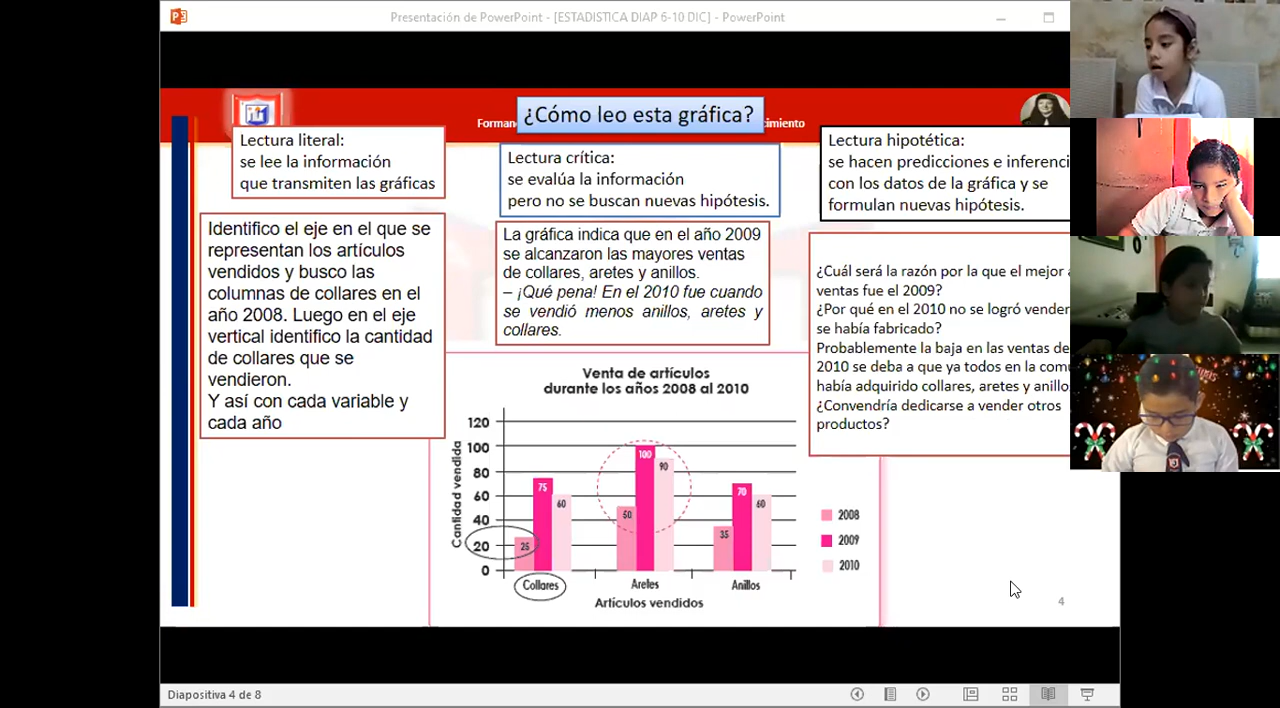 Presentación de PowerPoint - [ESTADISTICA DIAP 6-10 DIC] - PowerPoint
¿Cómo leo esta gráfica?
Lectura literal:
se lee la información
que transmiten las gráficas
Identifico el eje en el que se
representan los artículos
vendidos y busco las
columnas de collares en el
año 2008. Luego en el eje
vertical identifico la cantidad
de collares que se
vendieron.
Y así con cada variable y
cada año
Lectura crítica:
se evalúa la información
pero no se buscan nuevas hipótesis.
La gráfica indica que en el año 2009
se alcanzaron las mayores ventas
de collares, aretes y anillos.
– ¡Qué pena! En el 2010 fue cuando
se vendió menos anillos, aretes y
collares.
Lectura hipotética:
se hacen predicciones e
con los datos de la gráfica y se
formulan nuevas hipótesis.
¿Cuál será la razón por la que el mejor
ventas fue el 2009?
¿Por qué en el 2010 no se logró vender
se había fabricado?
Probablemente la baja en las ventas de
2010 se deba a que ya todos en la
había adquirido collares, aretes y
¿Convendría dedicarse a vender otros
productos?
Venta de artículos
durante los años 2008 al 2010
Cantidad vendida
120
100
80
60
40
20
0
25
75
60
50
100
90
35
70
60
Collares
Aretes
Anillos
Artículos vendidos
2008
2009
2010
4
Diapositiva 4 de 8